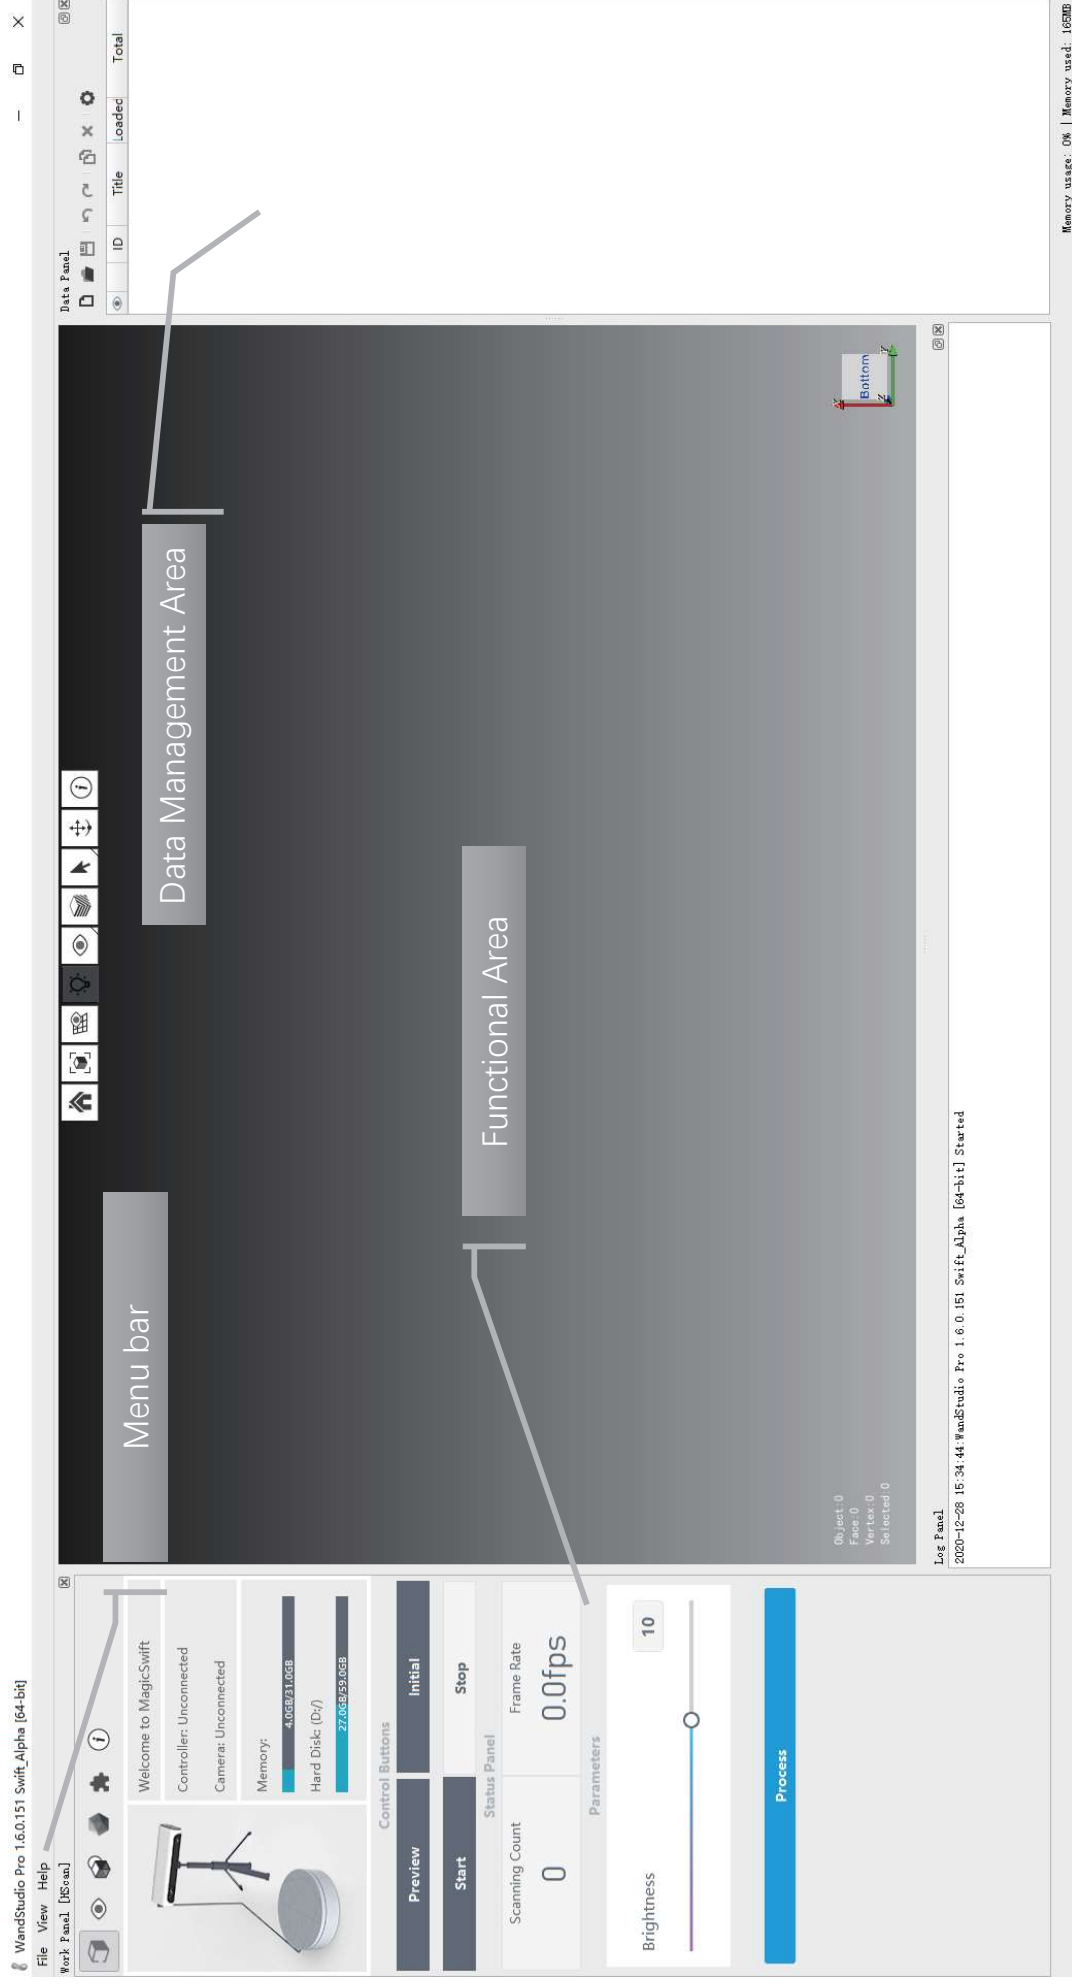 WandStudio Pro 1.6.0.151 Swift_Alpha [64-bit]
File View Help
Work Panel [MScan]
Welcome to MagicSwift
Controller: Unconnected
Camera: Unconnected
Memory:
4.0GB/31.0GB
Hard Disk: (D:/)
27.0GB/59.0GB
Control Buttons
Preview Initial
Start Stop
Status Panel
Scanning Count Frame Rate
0 0.0fps
Parameters
Brightness 10
Process
Menu bar
Data Management Area
Functional Area
Object:0
Face:0
Vertex:0
Selected:0
Bottom
X
Y
Z
Log Panel
2020-12-28 15:34:44:WandStudio Pro 1.6.0.151 Swift_Alpha [64-bit] Started
Data Panel
ID Title Loaded Total
Memory usage: 0% | Memory used: 165MB